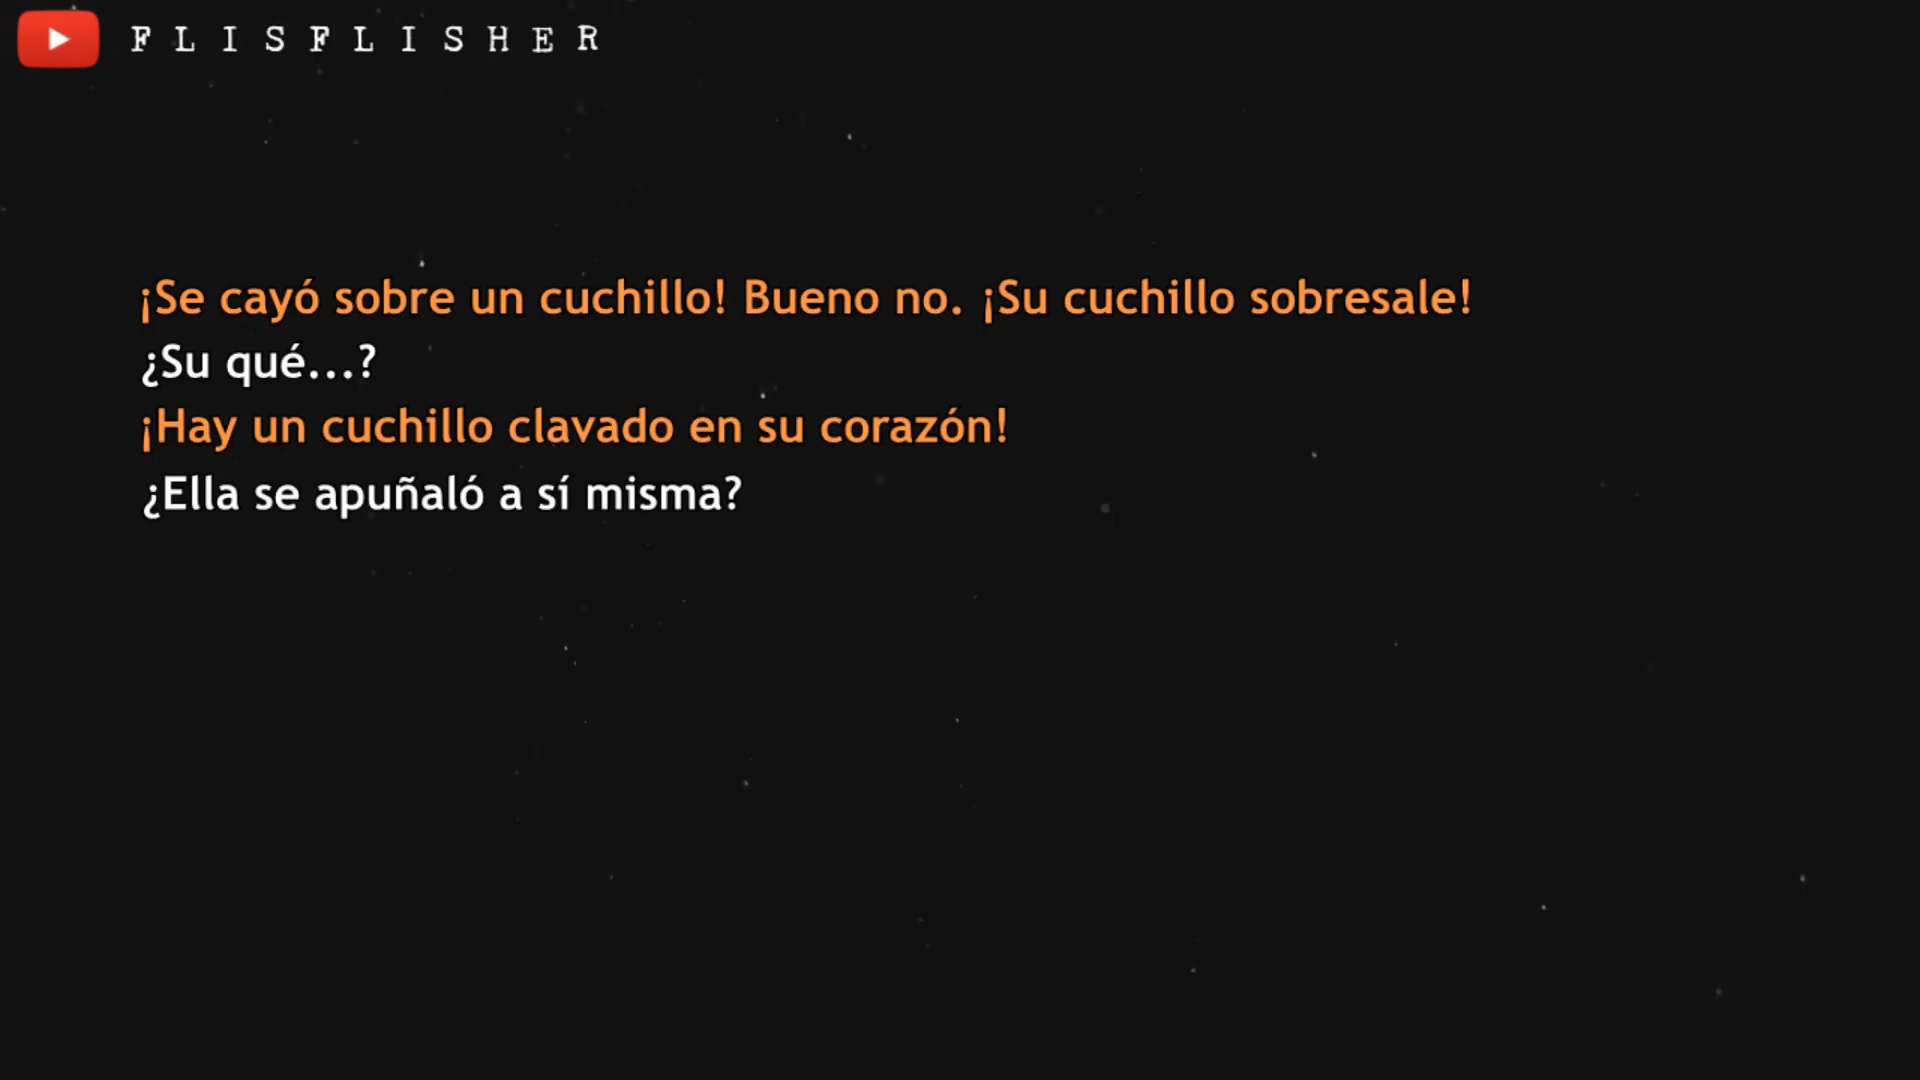 FLISFLISHER
¡Se cayó sobre un cuchillo! Bueno no. ¡Su cuchillo sobresale!
¿Su qué...?
¡Hay un cuchillo clavado en su corazón!
¿Ella se apuñaló a sí misma?